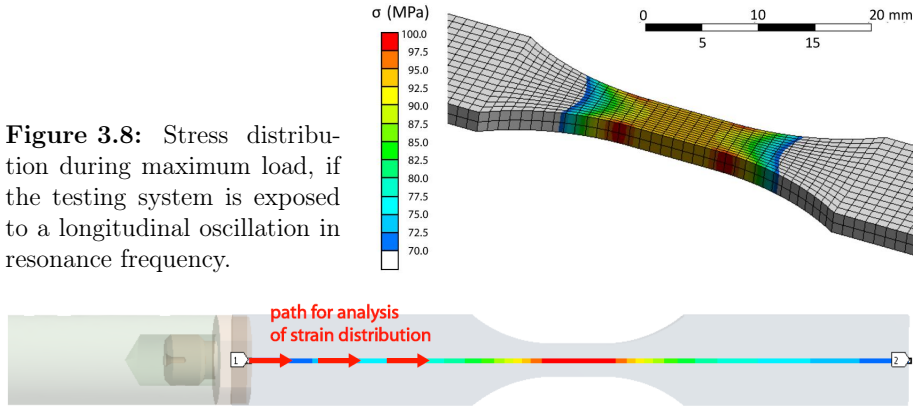 σ (MPa)
100.0
97.5
95.0
92.5
90.0
87.5
85.0
82.5
80.0
77.5
75.0
72.5
70.0
0 10 20 mm
5 15
Figure 3.8: Stress distribu-
tion during maximum load, if
the testing system is exposed
to a longitudinal oscillation in
resonance frequency.
path for analysis
of strain distribution
1
2